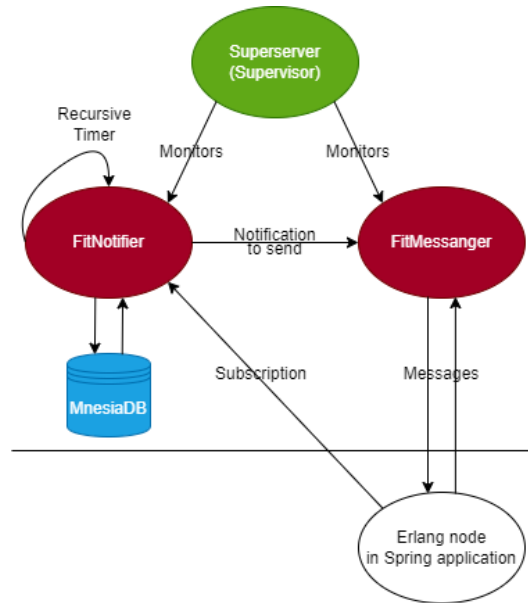 Superserver
(Supervisor)
Recursive
Timer
Monitors
Monitors
FitNotifier
Notification
to send
FitMessanger
MnesiaDB
Subscription
Messages
Erlang node
in Spring application